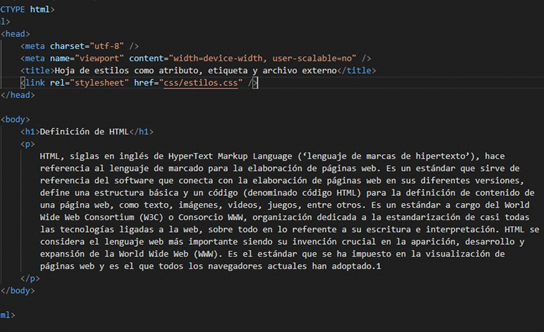 CTYPE html>
l>
<head>
<meta charset="utf-8" />
<meta name="viewport" content="width=device-width, user-scalable=no" />
<title>Hoja de estilos como atributo, etiqueta y archivo externo</title>
<link rel="stylesheet" href="css/estilos.css" />
</head>
<body>
<h1>Definición de HTML</h1>
<p>
HTML, siglas en inglés de HyperText Markup Language (‘lenguaje de marcas de hipertexto’), hace
referencia al lenguaje de marcado para la elaboración de páginas web. Es un estándar que sirve de
referencia del software que conecta con la elaboración de páginas web en sus diferentes versiones,
define una estructura básica y un código (denominado código HTML) para la definición de contenido de
una página web, como texto, imágenes, videos, juegos, entre otros. Es un estándar a cargo del World
Wide Web Consortium (W3C) o Consorcio WWW, organización dedicada a la estandarización de casi todas
las tecnologías ligadas a la web, sobre todo en lo referente a su escritura e interpretación. HTML se
considera el lenguaje web más importante siendo su invención crucial en la aparición, desarrollo y
expansión de la World Wide Web (WWW). Es el estándar que se ha impuesto en la visualización de
páginas web y es el que todos los navegadores actuales han adoptado.1
</p>
</body>
ml>